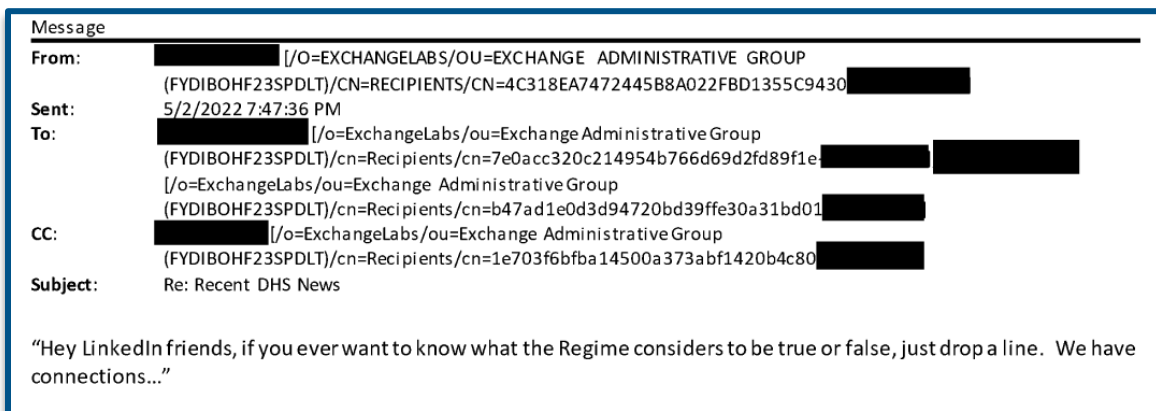 Message
From: [/O=EXCHANGELABS/OU=EXCHANGE ADMINISTRATIVE GROUP
(FYDIBOHF23SPDLT)/CN=RECIPIENTS/CN=4C318EA7472445B8A022FBD1355C9430
Sent: 5/2/2022 7:47:36 PM
To: [/o=ExchangeLabs/ou=Exchange Administrative Group
(FYDIBOHF23SPDLT)/cn=Recipients/cn=7e0acc320c214954b766d69d2fd89f1e-
[/o=ExchangeLabs/ou=Exchange Administrative Group
(FYDIBOHF23SPDLT)/cn=Recipients/cn=b47ad1e0d3d94720bd39ffe30a31bd01
CC: [/o=ExchangeLabs/ou=Exchange Administrative Group
(FYDIBOHF23SPDLT)/cn=Recipients/cn=1e703f6bfba14500a373abf1420b4c80
Subject: Re: Recent DHS News
“Hey LinkedIn friends, if you ever want to know what the Regime considers to be true or false, just drop a line. We have
connections...”